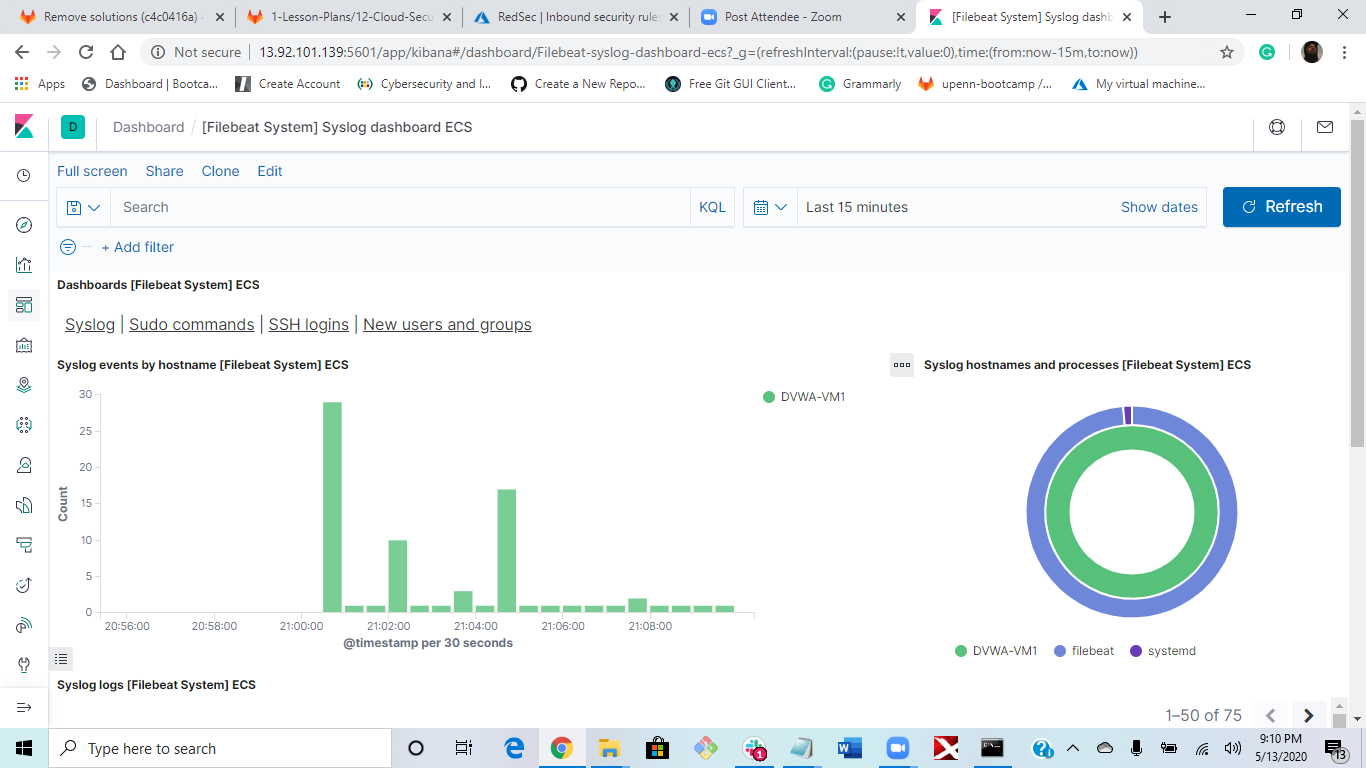 Remove solutions (c4c0416a)
1-Lesson-Plans/12-Cloud-Secu
RedSec | Inbound security rules
Post Attendee - Zoom
[Filebeat System] Syslog dashb
Not secure
13.92.101.139:5601/app/kibana#/dashboard/Filebeat-syslog-dashboard-ecs?_g=(refreshInterval:(pause:!t,value:0),time:(from:now-15m,to:now))
Apps
Dashboard | Bootca...
Create Account
Cybersecurity and I...
Create a New Repo...
Free Git GUI Client...
Grammarly
upenn-bootcamp /...
My virtual machine...
D
Dashboard / [Filebeat System] Syslog dashboard ECS
Full screen Share Clone Edit
Search
KQL
Last 15 minutes
Show dates
Refresh
+ Add filter
Dashboards [Filebeat System] ECS
Syslog | Sudo commands | SSH logins | New users and groups
Syslog events by hostname [Filebeat System] ECS
30
25
20
15
10
5
0
Count
20:56:00 20:58:00 21:00:00 21:02:00 21:04:00 21:06:00 21:08:00
@timestamp per 30 seconds
DVWA-VM1
Syslog hostnames and processes [Filebeat System] ECS
DVWA-VM1 filebeat systemd
Syslog logs [Filebeat System] ECS
1–50 of 75
Type here to search
1
9:10 PM
5/13/2020
13